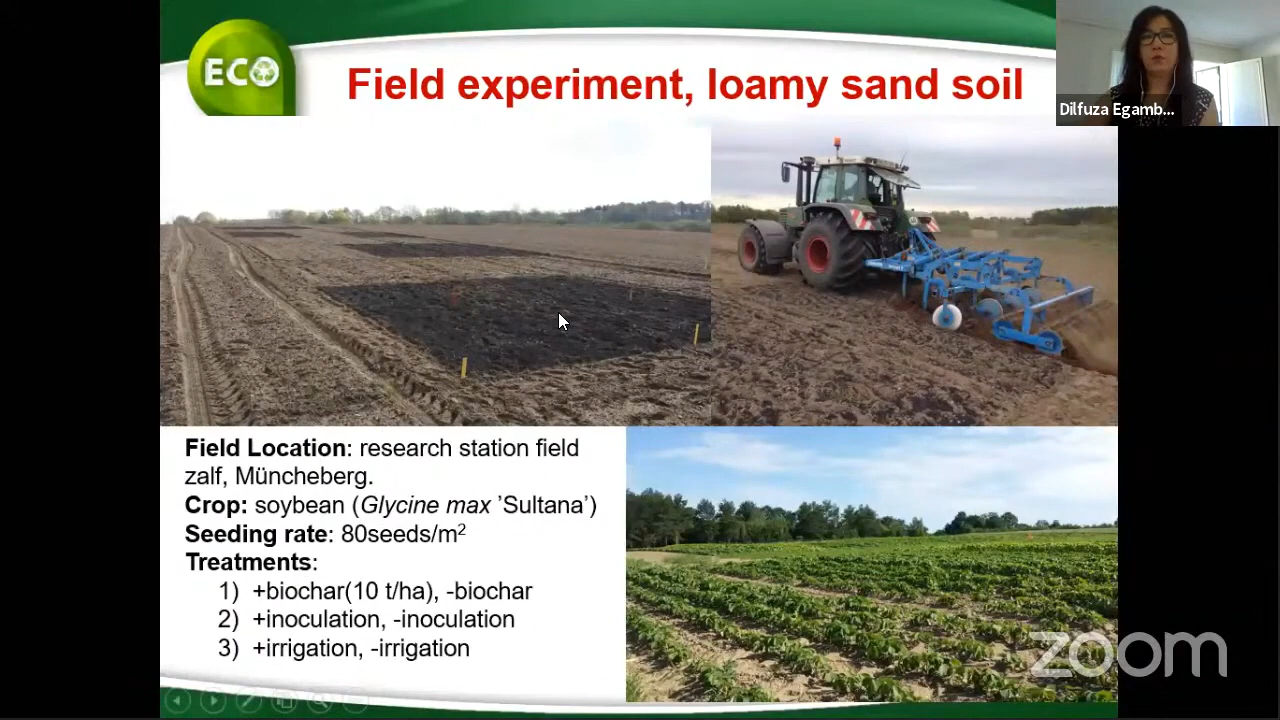 ECO
Field experiment, loamy sand soil
Dilfuza Egamb...
Field Location: research station field
zalf, Müncheberg.
Crop: soybean (Glycine max ’Sultana’)
Seeding rate: 80seeds/m²
Treatments:
1) +biochar(10 t/ha), -biochar
2) +inoculation, -inoculation
3) +irrigation, -irrigation
zoom